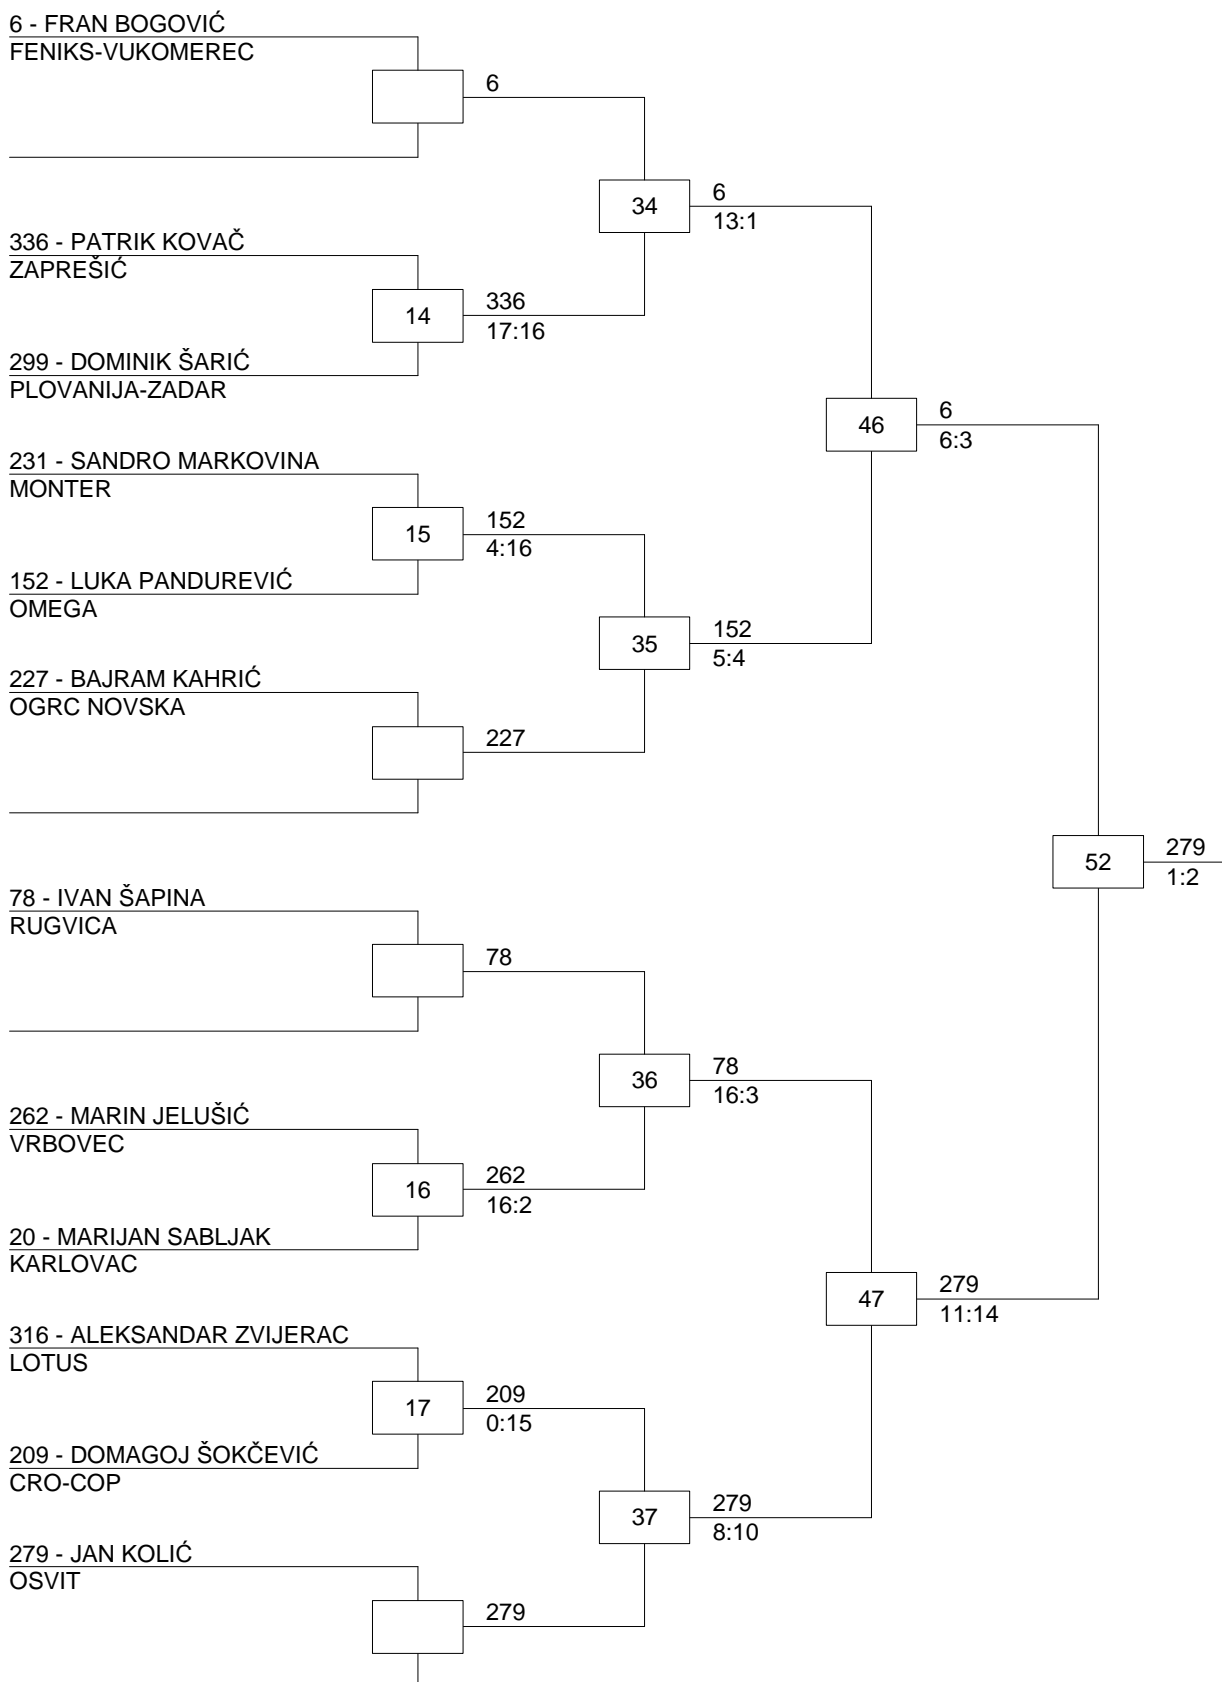 6 - FRAN BOGOVIĆ
FENIKS-VUKOMEREC
6
34
6
13:1
336 - PATRIK KOVAČ
ZAPREŠIĆ
14
336
17:16
299 - DOMINIK ŠARIĆ
PLOVANIJA-ZADAR
46
6
6:3
231 - SANDRO MARKOVINA
MONTER
15
152
4:16
152 - LUKA PANDUREVIĆ
OMEGA
35
152
5:4
227 - BAJRAM KAHRIĆ
OGRC NOVSKA
227
52
279
1:2
78 - IVAN ŠAPINA
RUGVICA
78
36
78
16:3
262 - MARIN JELUŠIĆ
VRBOVEC
16
262
16:2
20 - MARIJAN SABLJAK
KARLOVAC
47
279
11:14
316 - ALEKSANDAR ZVIJERAC
LOTUS
17
209
0:15
209 - DOMAGOJ ŠOKČEVIĆ
CRO-COP
37
279
8:10
279 - JAN KOLIĆ
OSVIT
279